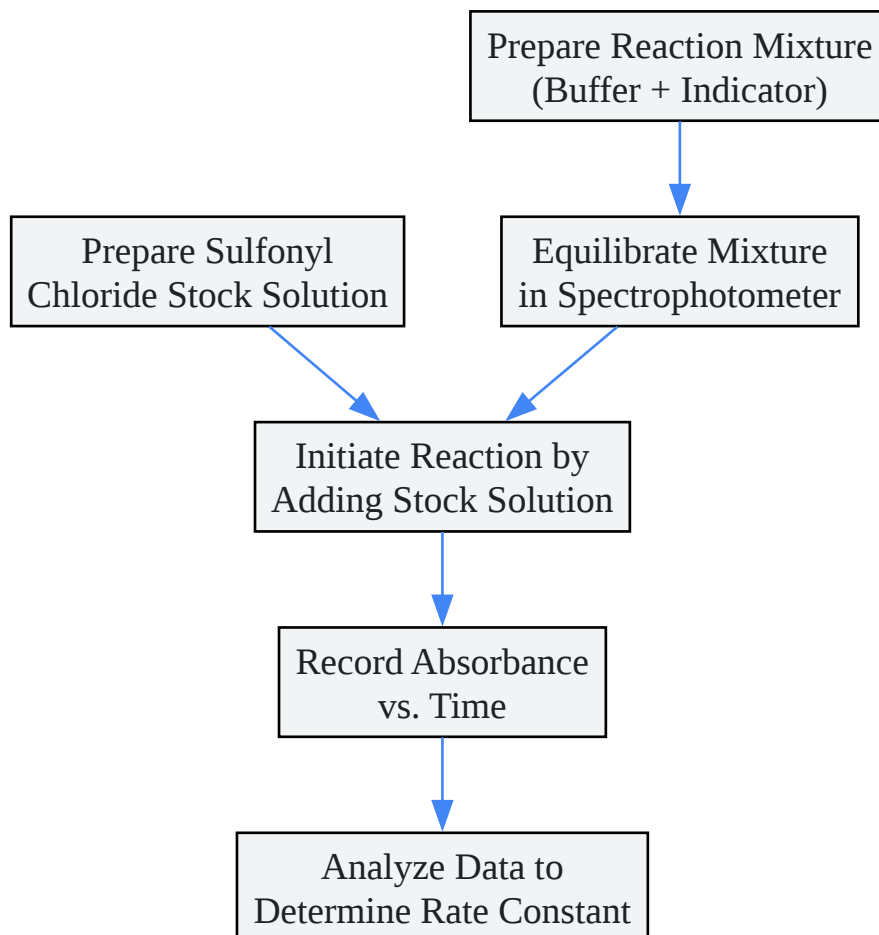 Prepare Reaction Mixture
(Buffer + Indicator)
Prepare Sulfonyl
Chloride Stock Solution
Equilibrate Mixture
in Spectrophotometer
Initiate Reaction by
Adding Stock Solution
Record Absorbance
vs. Time
Analyze Data to
Determine Rate Constant